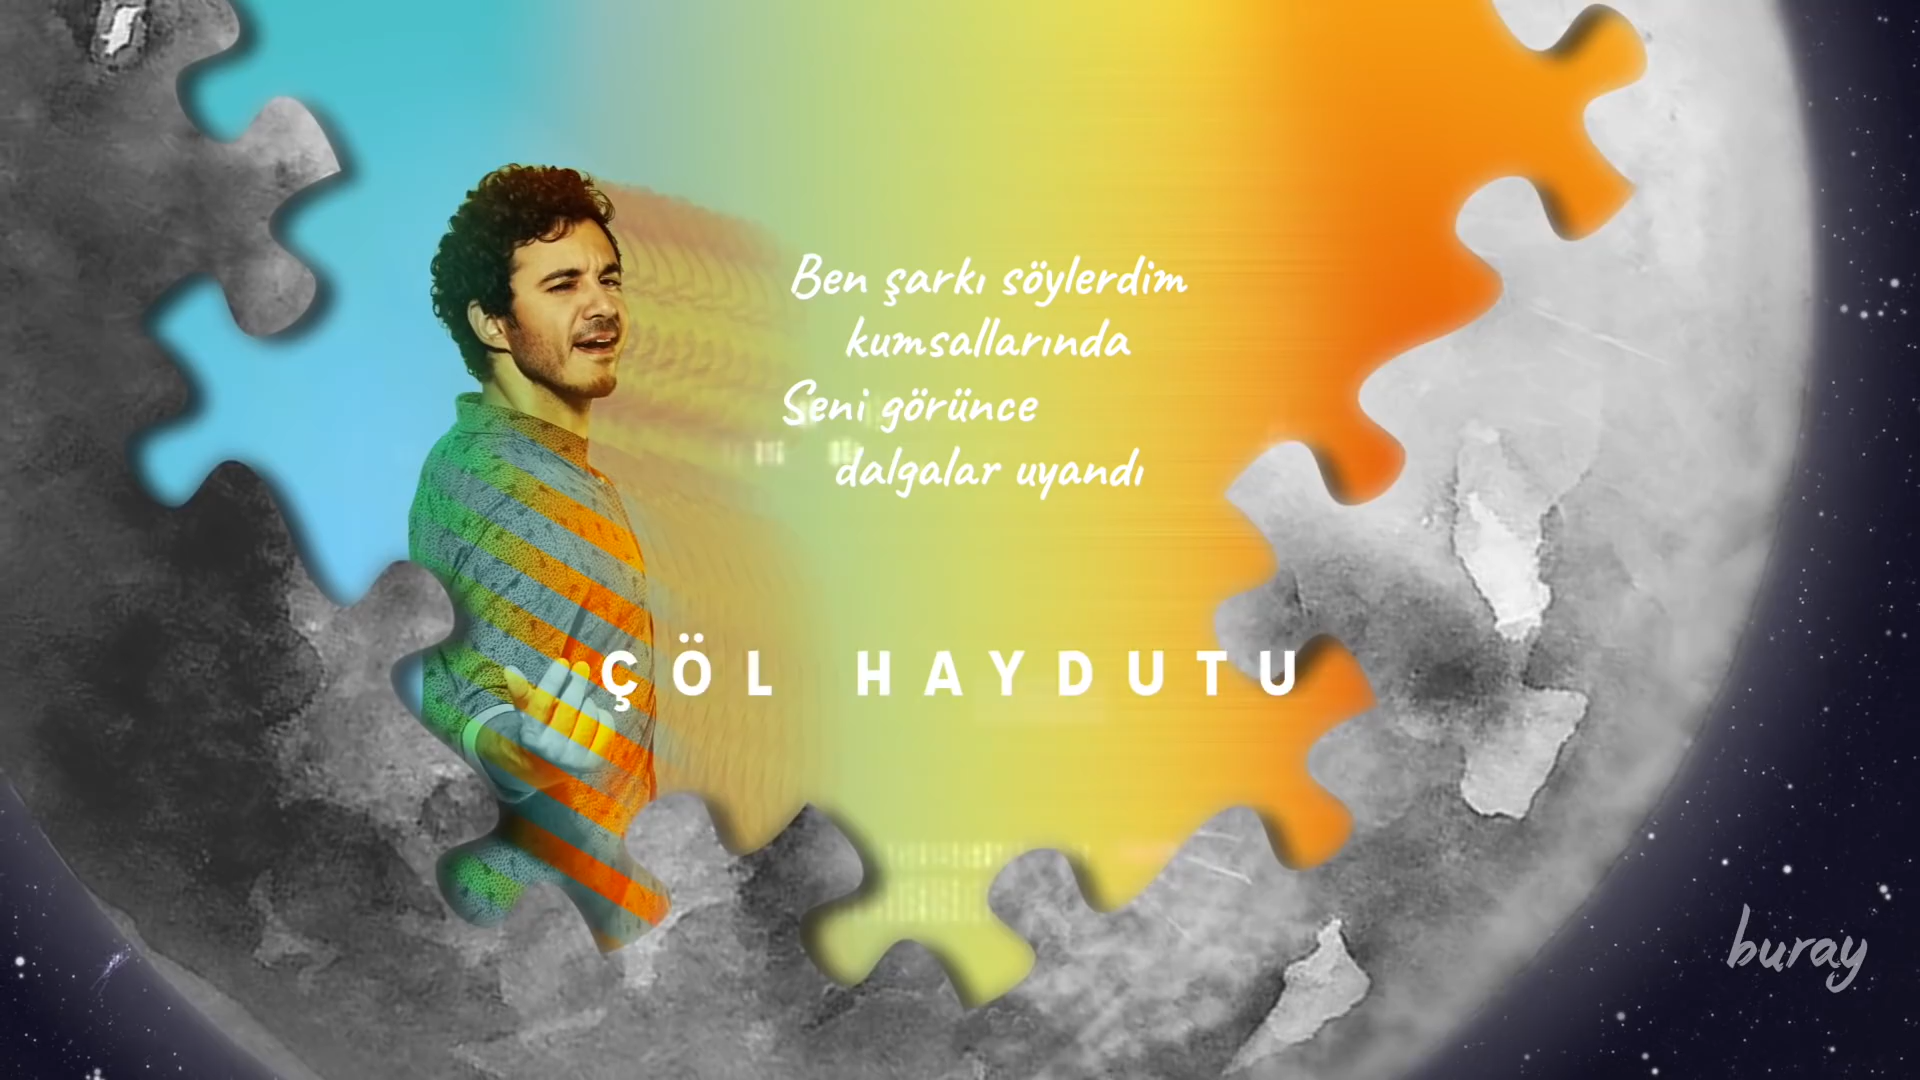 Ben şarkı söylerdim
kumsallarında
Seni görünce
dalgalar uyandı
ÇÖL HAYDUTU
buray